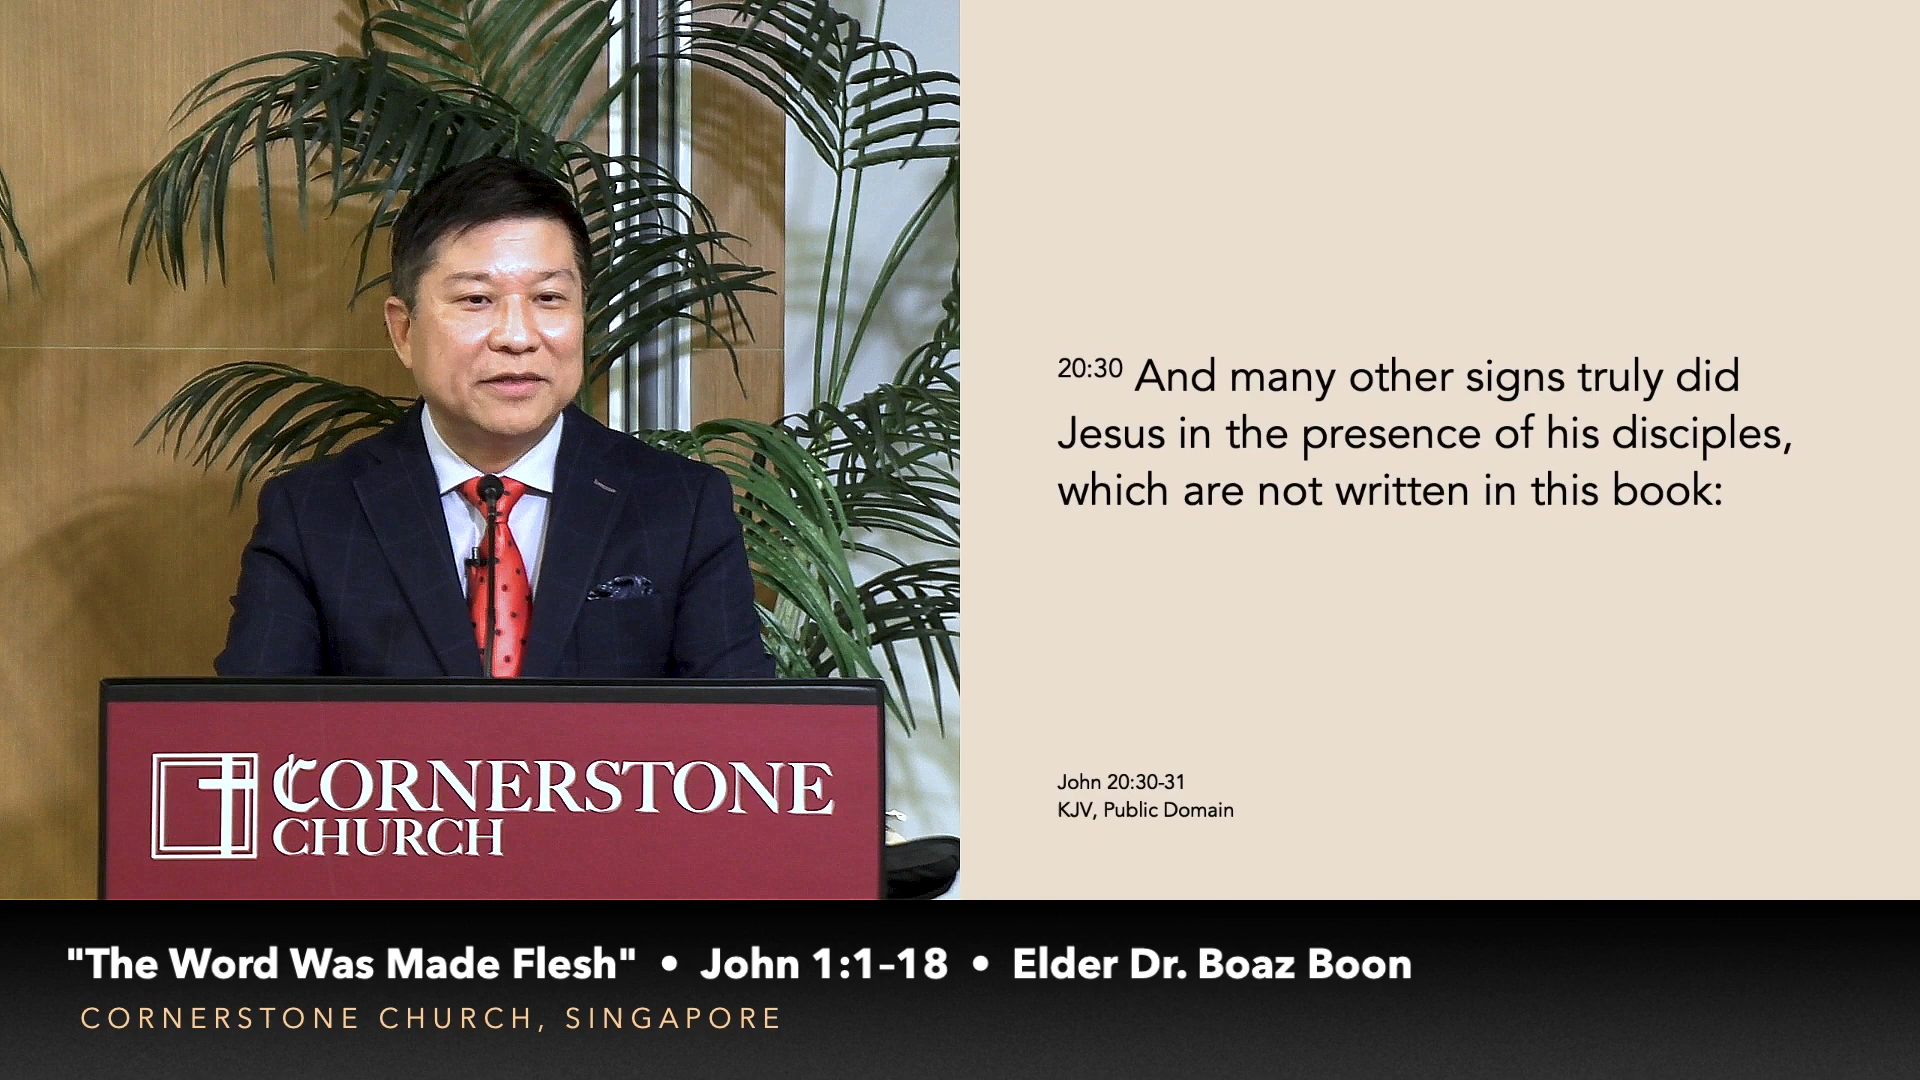 CORNERSTONE
CHURCH
20:30 And many other signs truly did
Jesus in the presence of his disciples,
which are not written in this book:
John 20:30-31
KJV, Public Domain
"The Word Was Made Flesh" • John 1:1–18 • Elder Dr. Boaz Boon
CORNERSTONE CHURCH, SINGAPORE